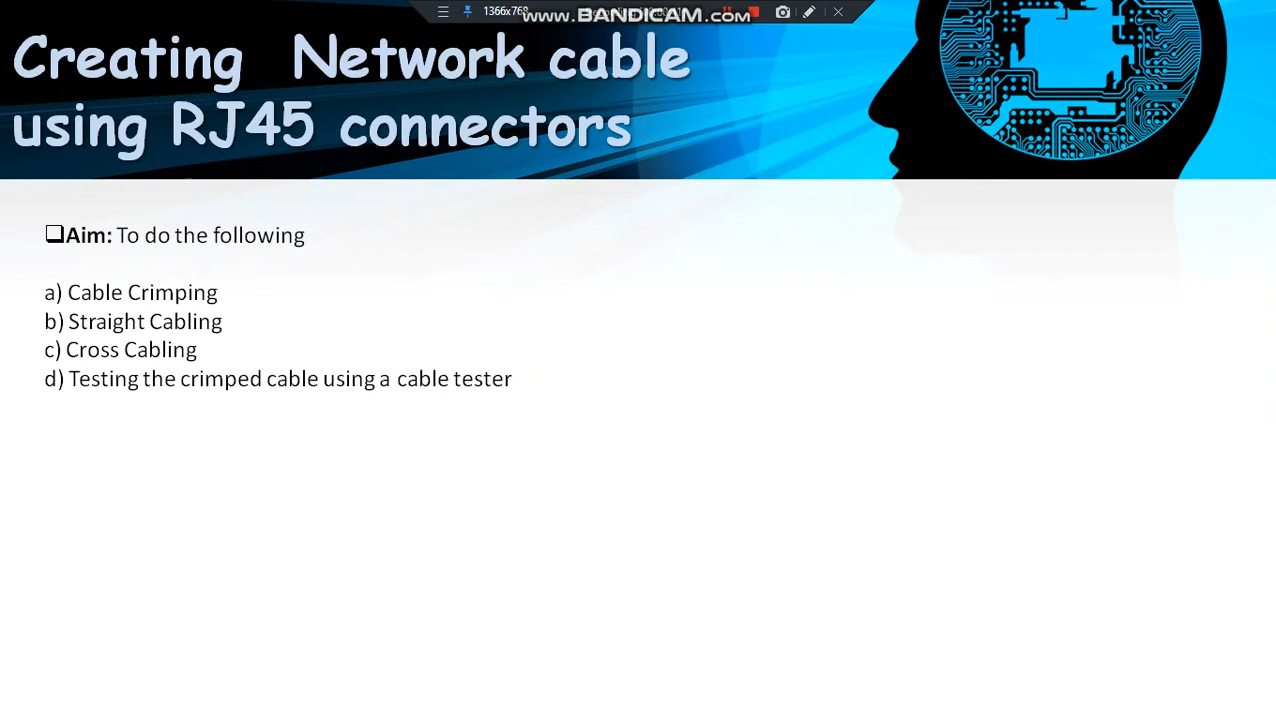 1366x768
www.BANDICAM.com
Creating Network cable
using RJ45 connectors
❑Aim: To do the following
a) Cable Crimping
b) Straight Cabling
c) Cross Cabling
d) Testing the crimped cable using a cable tester